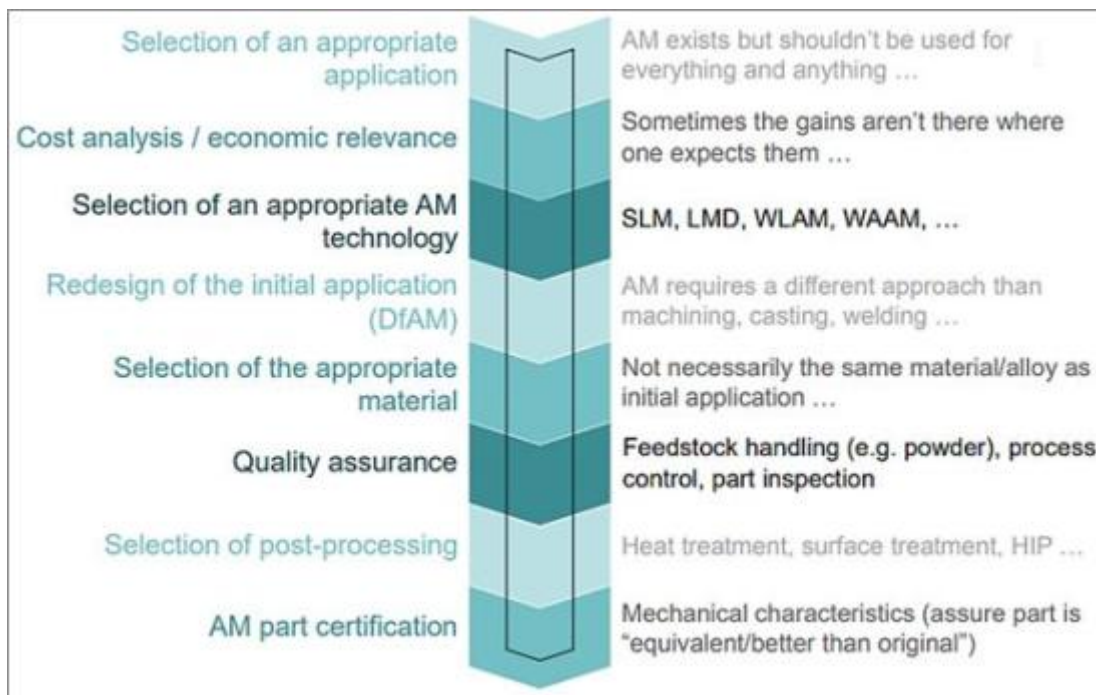 Selection of an appropriate
application
AM exists but shouldn't be used for
everything and anything ...
Cost analysis / economic relevance
Sometimes the gains aren't there where
one expects them ...
Selection of an appropriate AM
technology
SLM, LMD, WLAM, WAAM, ...
Redesign of the initial application
(DfAM)
AM requires a different approach than
machining, casting, welding ...
Selection of the appropriate
material
Not necessarily the same material/alloy as
initial application ...
Quality assurance
Feedstock handling (e.g. powder), process
control, part inspection
Selection of post-processing
Heat treatment, surface treatment, HIP ...
AM part certification
Mechanical characteristics (assure part is
“equivalent/better than original”)